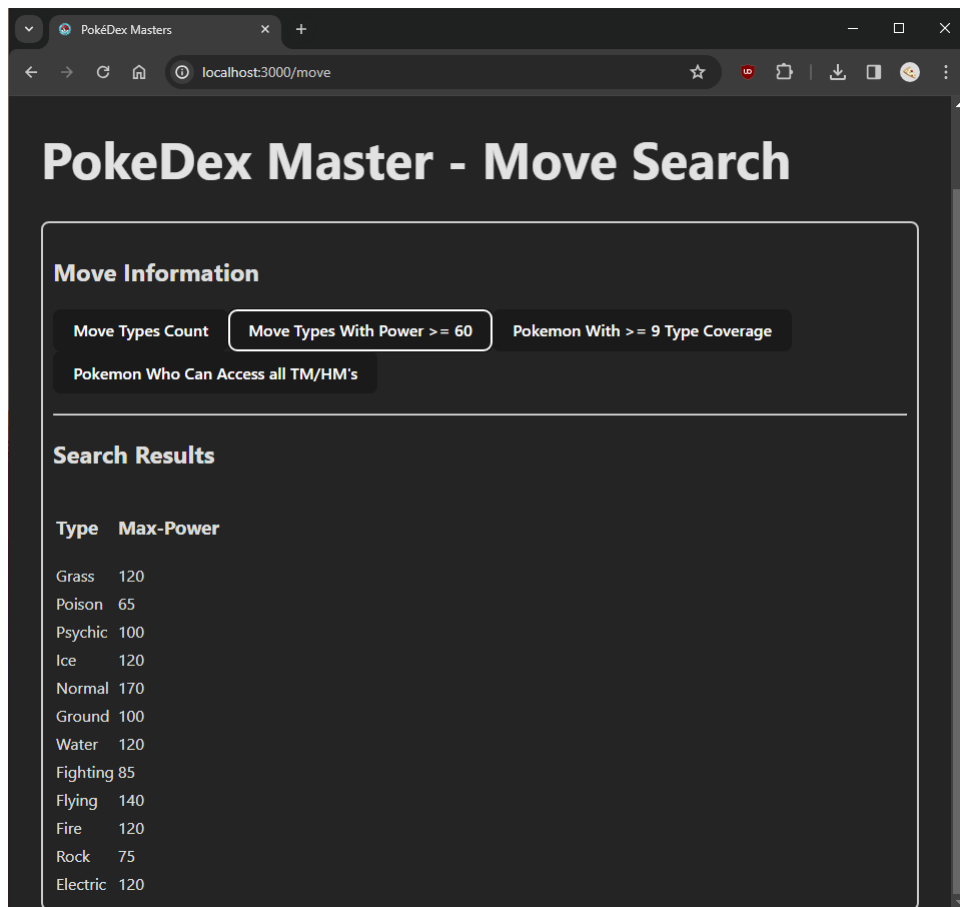 PokéDex Masters
localhost:3000/move
PokeDex Master - Move Search
Move Information
Move Types Count Move Types With Power >= 60 Pokemon With >= 9 Type Coverage
Pokemon Who Can Access all TM/HM's
Search Results
Type Max-Power
Grass 120
Poison 65
Psychic 100
Ice 120
Normal 170
Ground 100
Water 120
Fighting 85
Flying 140
Fire 120
Rock 75
Electric 120